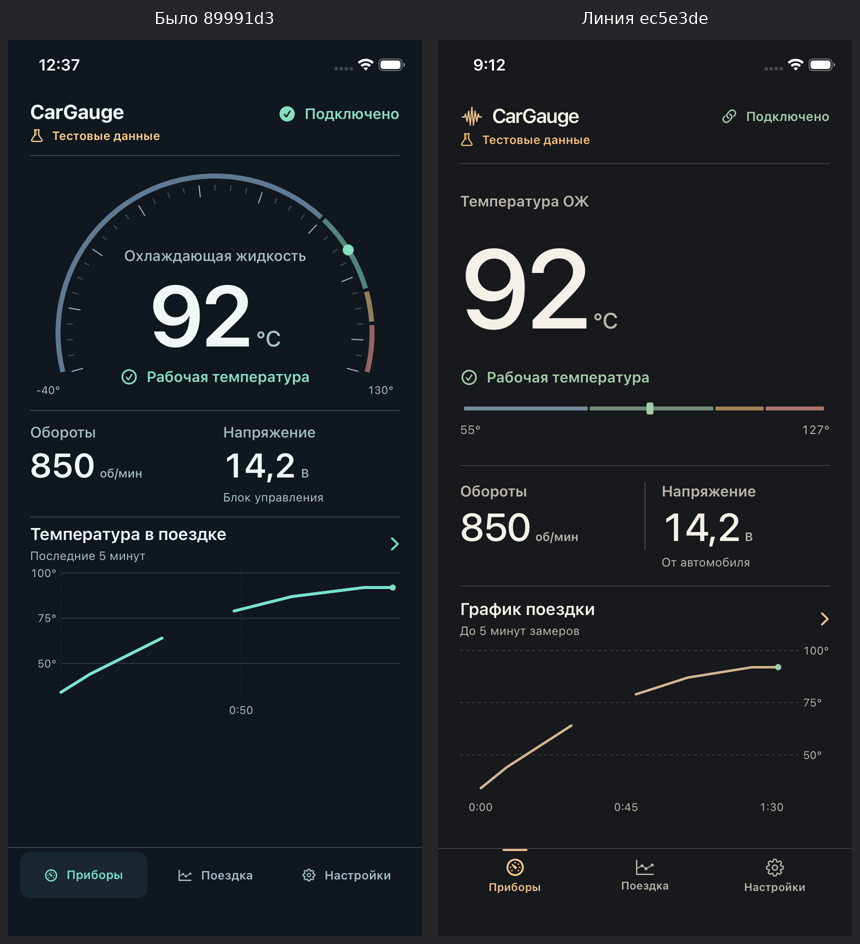 Было 89991d3
12:37
CarGauge
Подключено
Тестовые данные
Охлаждающая жидкость
92 °C
Рабочая температура
-40°
130°
Обороты
Напряжение
850 об/мин
14,2 В
Блок управления
Температура в поездке
Последние 5 минут
100°
75°
50°
0:50
Приборы
Поездка
Настройки
Линия ec5e3de
9:12
CarGauge
Подключено
Тестовые данные
Температура ОЖ
92 °C
Рабочая температура
55°
127°
Обороты
Напряжение
850 об/мин
14,2 В
От автомобиля
График поездки
До 5 минут замеров
100°
75°
50°
0:00
0:45
1:30
Приборы
Поездка
Настройки